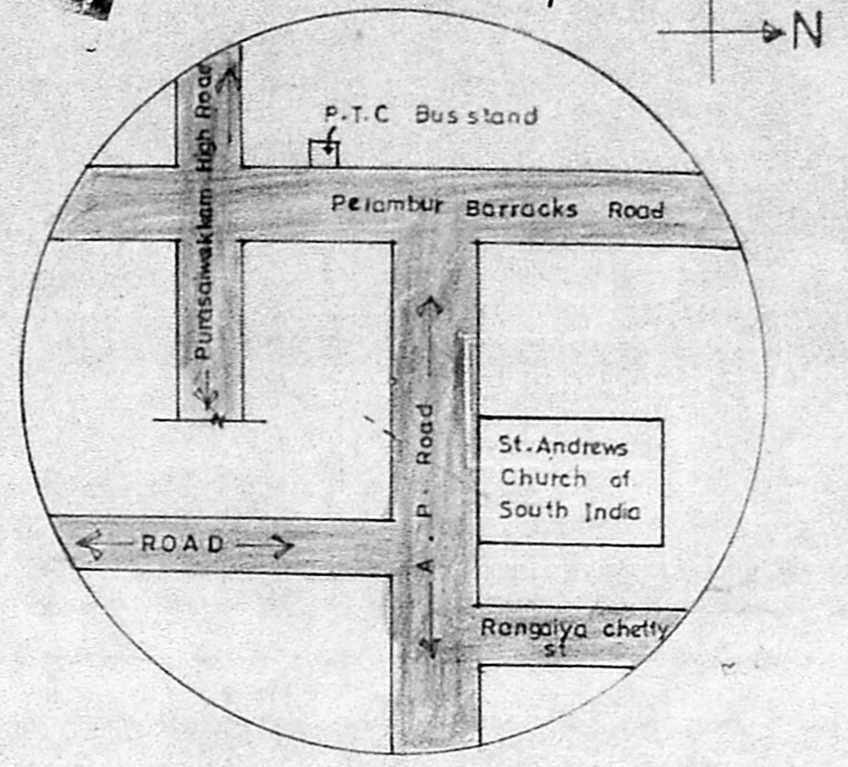 N
P.T.C Bus stand
Purasaiwakkam High Road
Perambur Barracks Road
A.P. Road
St. Andrews
Church of
South India
ROAD
Rangaiya chetty
st